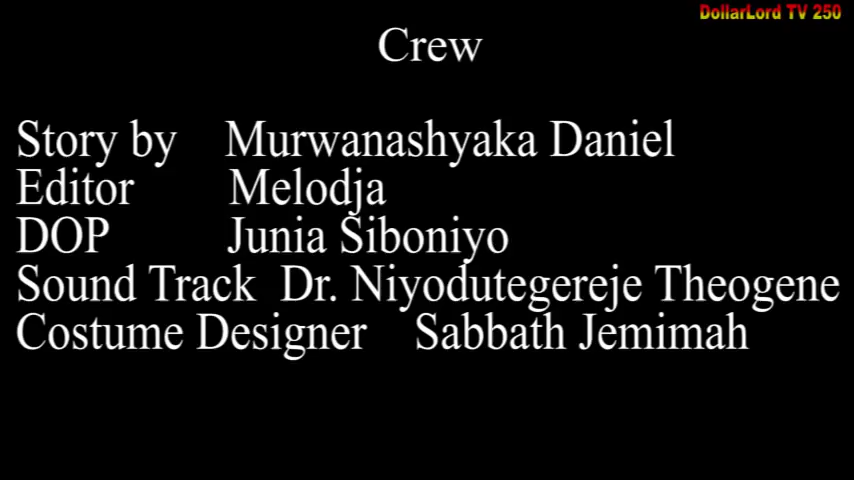 DollarLord TV 250
Crew
Story by Murwanashyaka Daniel
Editor Melodja
DOP Junia Siboniyo
Sound Track Dr. Niyodutegereje Theogene
Costume Designer Sabbath Jemimah